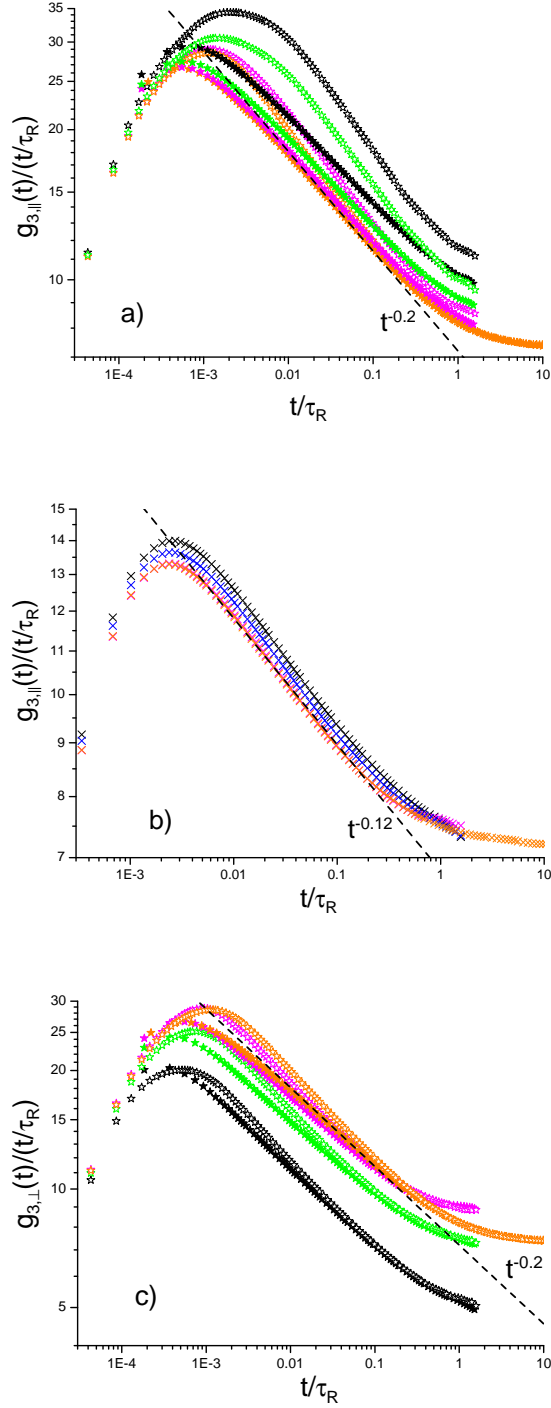 35
30
25
20
15
10
g3,||(t)/(t/τR)
a)
t^-0.2
1E-4 1E-3 0.01 0.1 1 10
t/τR
15
14
13
12
11
10
9
8
7
g3,||(t)/(t/τR)
b)
t^-0.12
1E-3 0.01 0.1 1 10
t/τR
30
25
20
15
10
5
g3,⊥(t)/(t/τR)
c)
t^-0.2
1E-4 1E-3 0.01 0.1 1 10
t/τR